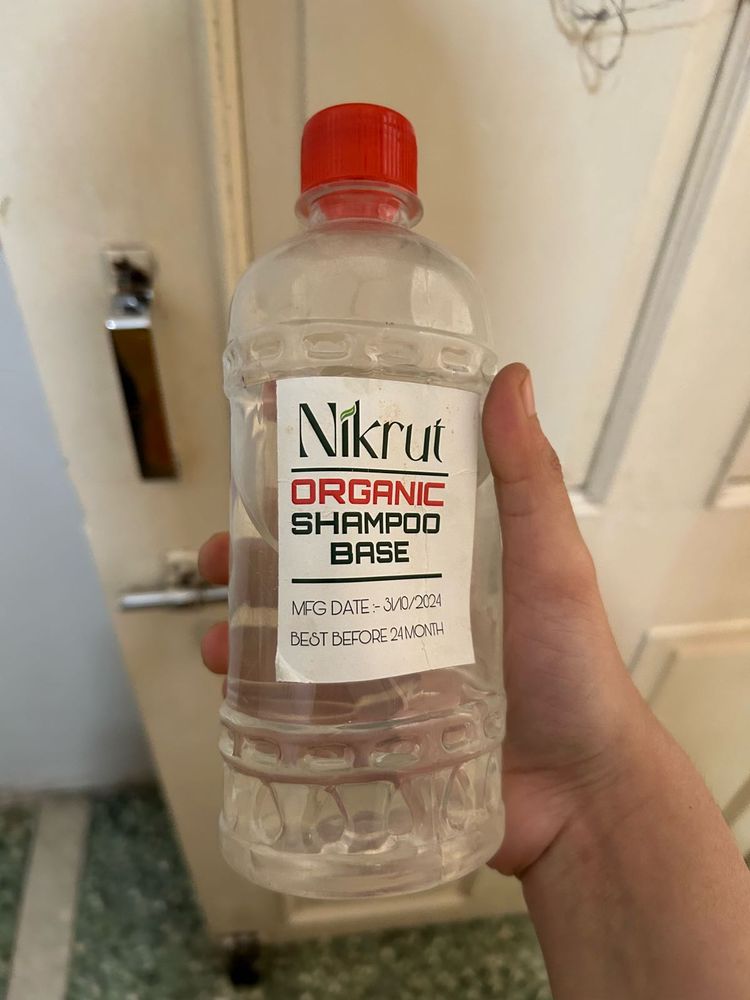 Nikrut
ORGANIC
SHAMPOO
BASE
MFG DATE :- 31/10/2024
BEST BEFORE 24 MONTH